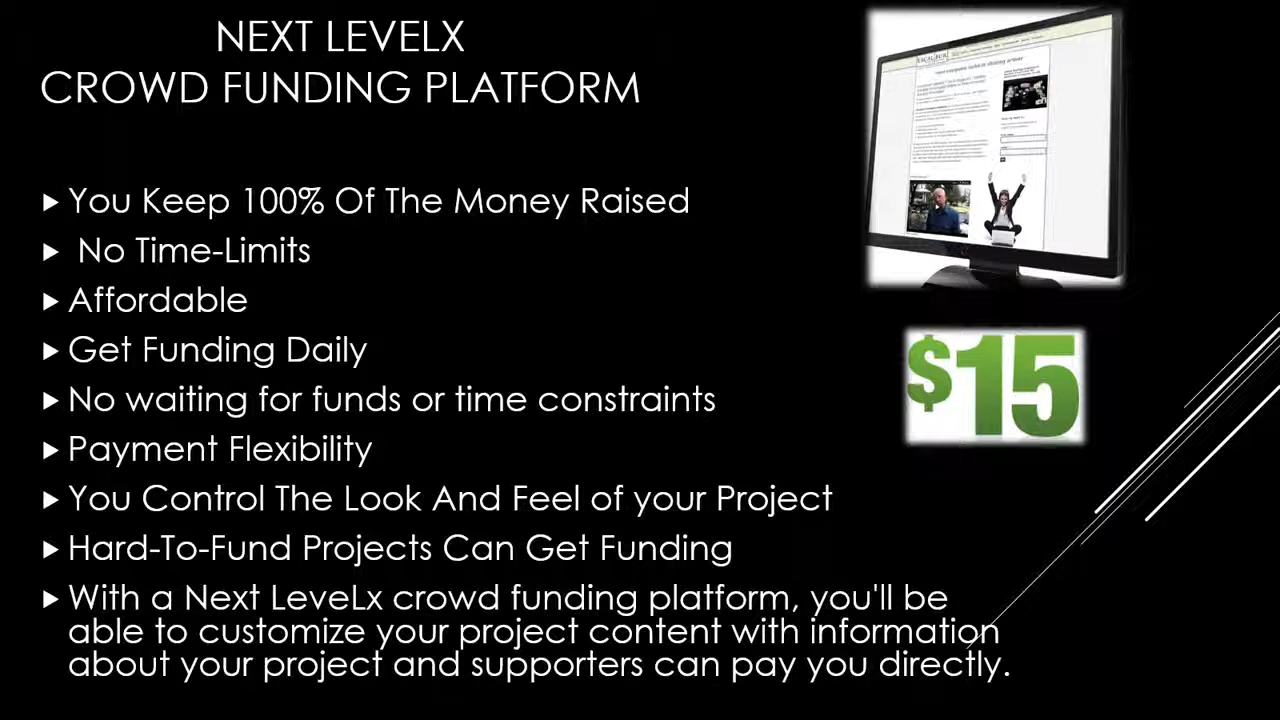 NEXT LEVELX
CROWD FUNDING PLATFORM
You Keep 100% Of The Money Raised
No Time-Limits
Affordable
Get Funding Daily
No waiting for funds or time constraints
Payment Flexibility
You Control The Look And Feel of your Project
Hard-To-Fund Projects Can Get Funding
With a Next LeveLx crowd funding platform, you'll be
able to customize your project content with information
about your project and supporters can pay you directly.
EXCALIBUR
$15